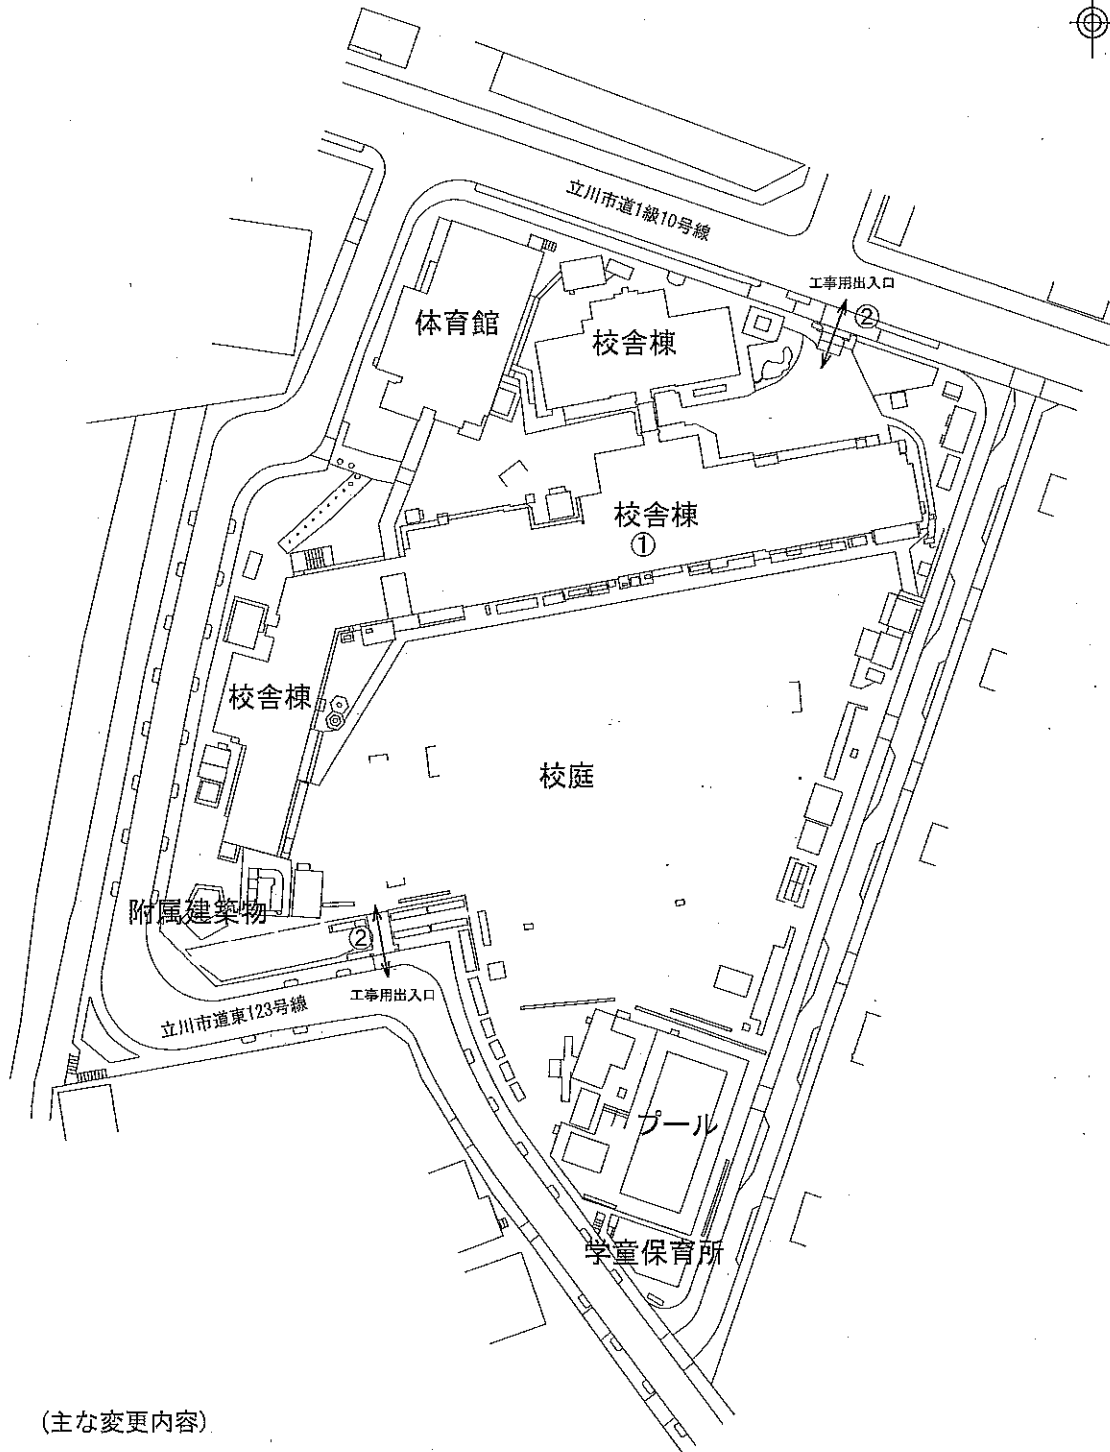 立川市道1級10号線
工事用出入口
②
体育館
校舎棟
校舎棟
①
校舎棟
校庭
附属建築物
②
工事用出入口
立川市道東123号線
プール
学童保育所
(主な変更内容)